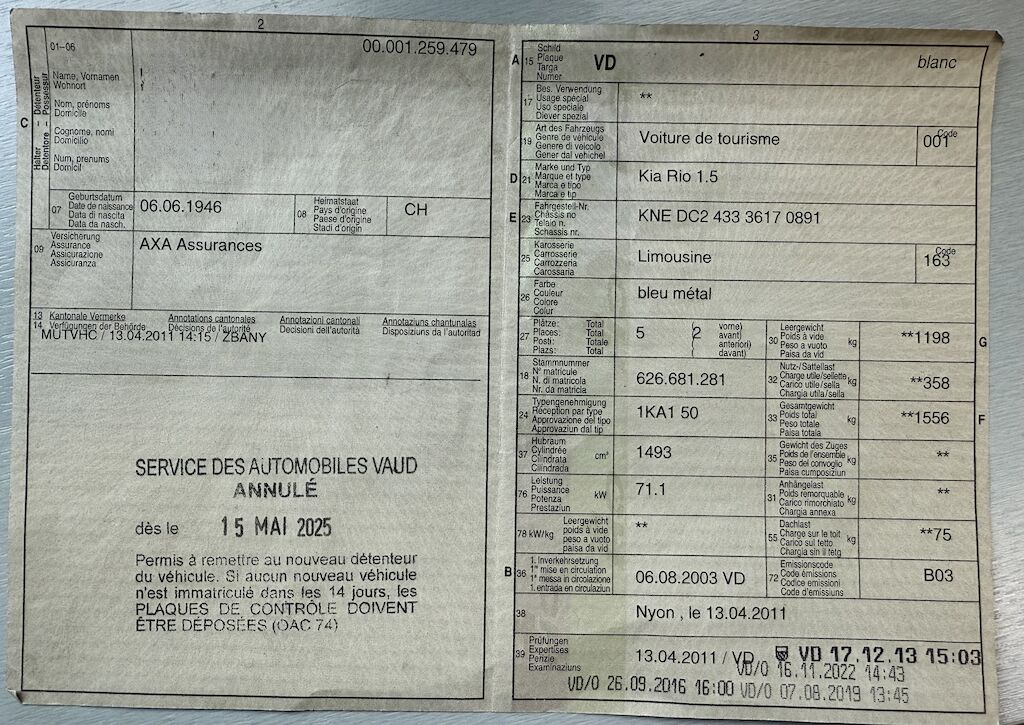 2
01–06
00.001.259.479
C
Halter – Détenteur
Detentore – Possessur
Name, Vornamen
Wohnort
Nom, prénoms
Domicile
Cognome, nomi
Domicilio
Num, prenums
Domicil
07
Geburtsdatum
Date de naissance
Data di nascita
Data da nasch.
06.06.1946
08
Heimatstaat
Pays d'origine
Paese d'origine
Stadi d'origin
CH
09
Versicherung
Assurance
Assicurazione
Assicuranza
AXA Assurances
13 Kantonale Vermerke Annotations cantonales Annotazioni cantonali Annotaziuns chantunalas
14 Verfügungen der Behörde Décisions de l'autorité Decisioni dell'autorità Disposiziuns da l'autoritad
MUTVHC / 13.04.2011 14:15 / ZBANY
SERVICE DES AUTOMOBILES VAUD
ANNULÉ
dès le 15 MAI 2025
Permis à remettre au nouveau détenteur
du véhicule. Si aucun nouveau véhicule
n'est immatriculé dans les 14 jours, les
PLAQUES DE CONTRÔLE DOIVENT
ÊTRE DÉPOSÉES (OAC 74)
3
A 15
Schild
Plaque
Targa
Numer
VD
blanc
17
Bes. Verwendung
Usage spécial
Uso speciale
Diever spezial
**
19
Art des Fahrzeugs
Genre de véhicule
Genere di veicolo
Gener dal vehichel
Voiture de tourisme
Code
001
D 21
Marke und Typ
Marque et type
Marca e tipo
Marca e tip
Kia Rio 1.5
E 23
Fahrgestell-Nr.
Châssis no
Telaio n.
Schassis nr.
KNE DC2 433 3617 0891
25
Karosserie
Carrosserie
Carrozzeria
Carossaria
Limousine
Code
163
26
Farbe
Couleur
Colore
Colur
bleu métal
27
Plätze: Total
Places: Total
Posti: Totale
Plazs: Total
5
(2
vorne)
avant)
anteriori)
davant)
30
Leergewicht
Poids à vide
Peso a vuoto
Paisa da vid
kg
**1198
G
18
Stammnummer
N° matricule
N. di matricola
Nr. da matricla
626.681.281
32
Nutz-/Sattellast
Charge utile/sellette
Carico utile/sella
Chargia utila/sella
kg
**358
24
Typengenehmigung
Réception par type
Approvazione del tipo
Approvaziun dal tip
1KA1 50
33
Gesamtgewicht
Poids total
Peso totale
Paisa totala
kg
**1556
F
37
Hubraum
Cylindrée
Cilindrata
Cilindrada
cm³
1493
35
Gewicht des Zuges
Poids de l'ensemble
Peso del convoglio
Paisa cumposiziun
kg
**
76
Leistung
Puissance
Potenza
Prestaziun
kW
71.1
31
Anhängelast
Poids remorquable
Carico rimorchiato
Chargia annexa
kg
**
78 kW/kg
Leergewicht
poids à vide
peso a vuoto
paisa da vid
**
55
Dachlast
Charge sur le toit
Carico sul tetto
Chargia sin il tetg
kg
**75
B 36
1. Inverkehrsetzung
1re mise en circulation
1a messa in circolazione
1. entrada en circulaziun
06.08.2003 VD
72
Emissionscode
Code émissions
Codice emissioni
Code d'emissiuns
B03
38
Nyon , le 13.04.2011
39
Prüfungen
Expertises
Perizie
Examinaziuns
13.04.2011 / VD
VD 17.12.13 15:03
VD/O 16.11.2022 14:43
VD/O 26.09.2016 16:00 VD/O 07.08.2019 13:45